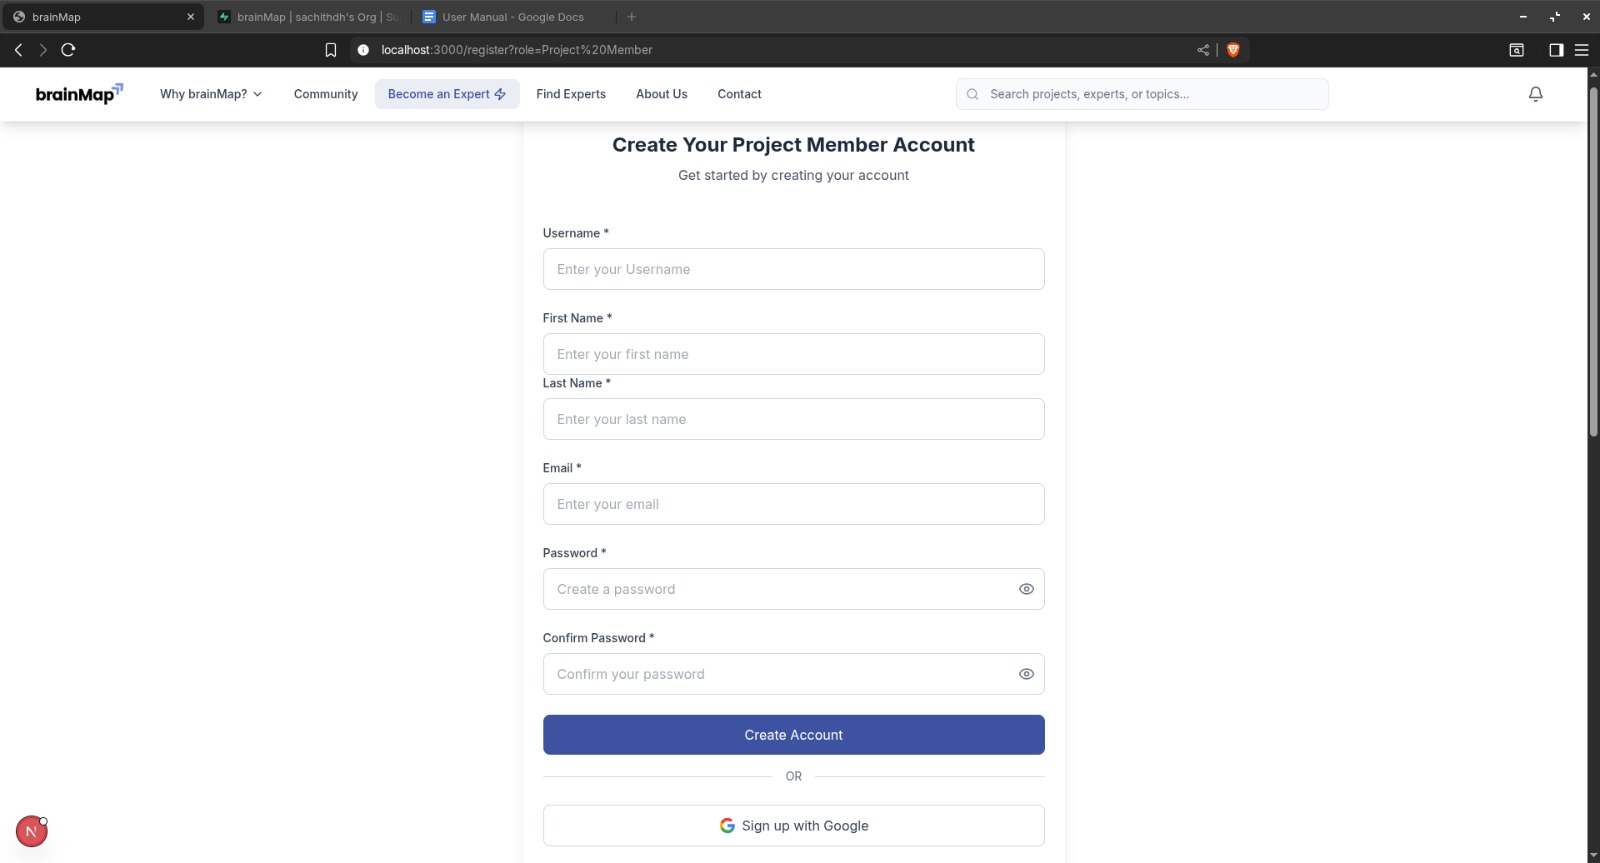 brainMap
brainMap | sachithdh's Org | Su
User Manual - Google Docs
localhost:3000/register?role=Project%20Member
brainMap
Why brainMap?
Community
Become an Expert
Find Experts
About Us
Contact
Search projects, experts, or topics...
Create Your Project Member Account
Get started by creating your account
Username *
Enter your Username
First Name *
Enter your first name
Last Name *
Enter your last name
Email *
Enter your email
Password *
Create a password
Confirm Password *
Confirm your password
Create Account
OR
Sign up with Google
N